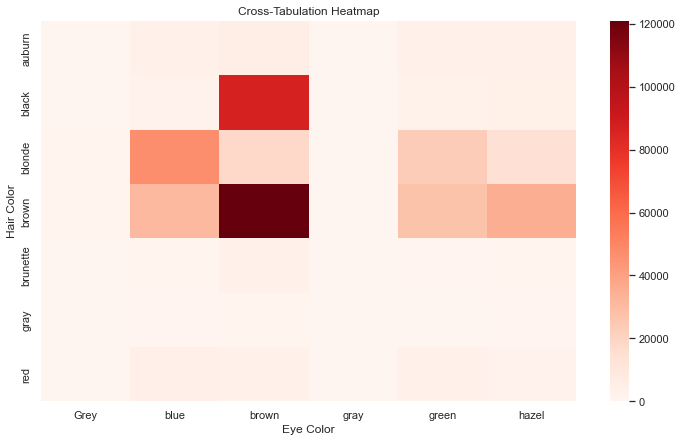 Cross-Tabulation Heatmap
Hair Color
auburn
black
blonde
brown
brunette
gray
red
Grey
blue
brown
gray
green
hazel
Eye Color
120000
100000
80000
60000
40000
20000
0